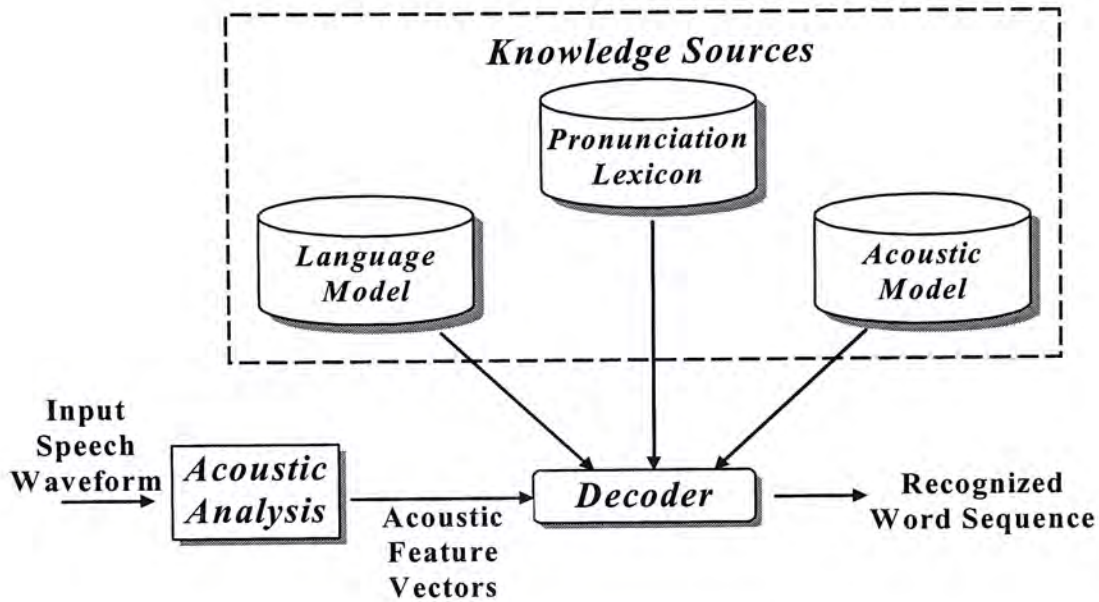 Knowledge Sources
Pronunciation
Lexicon
Language
Model
Acoustic
Model
Input
Speech
Waveform
Acoustic
Analysis
Acoustic
Feature
Vectors
Decoder
Recognized
Word Sequence